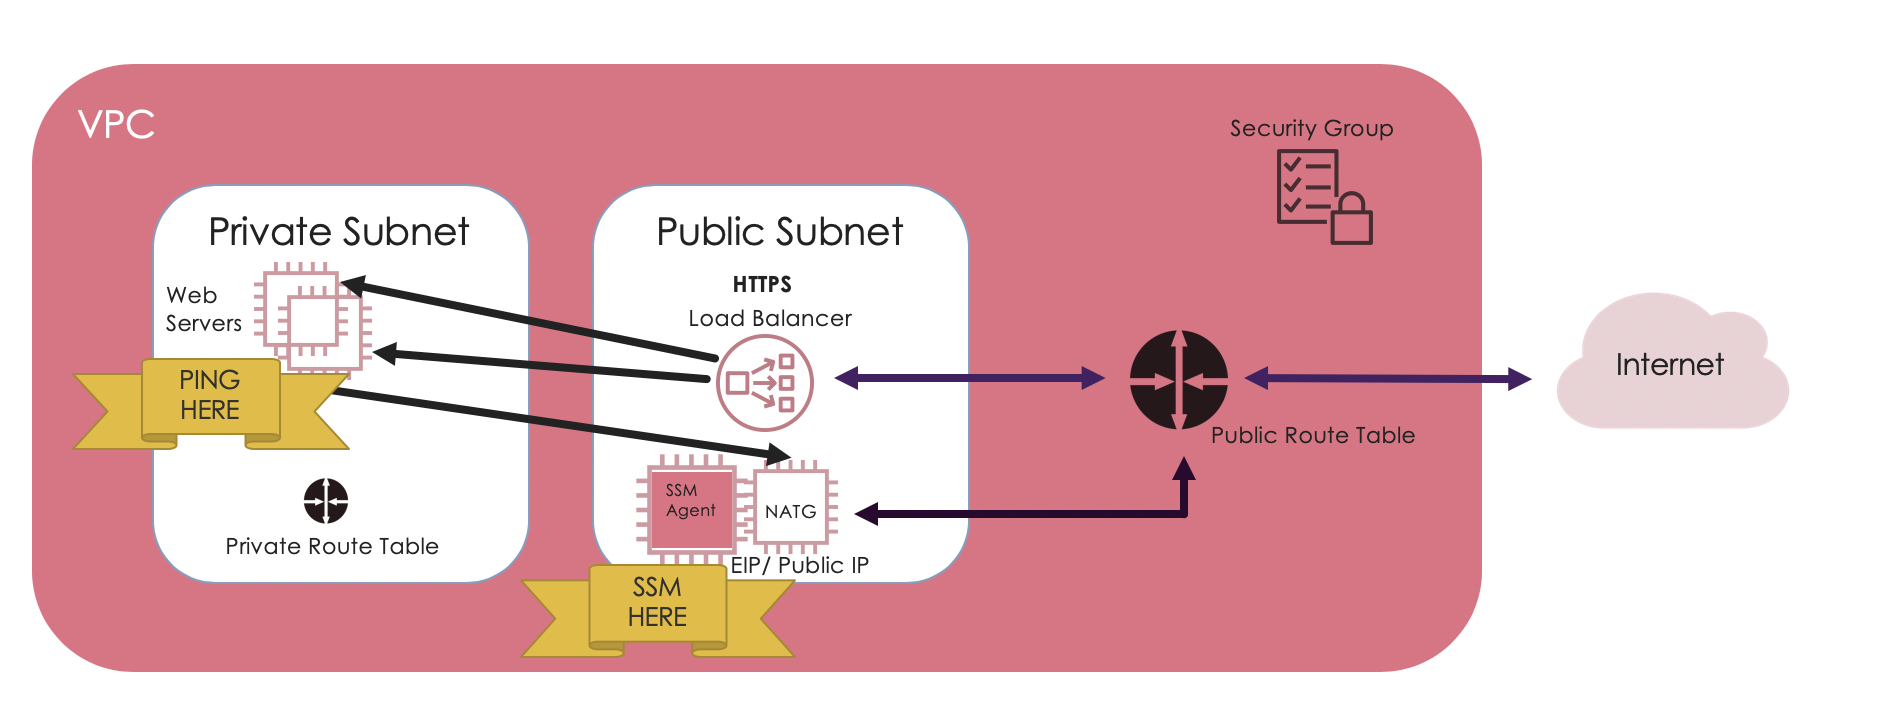 VPC
Security Group
Private Subnet
Web
Servers
PING
HERE
Private Route Table
Public Subnet
HTTPS
Load Balancer
SSM
Agent
NATG
EIP/ Public IP
SSM
HERE
Public Route Table
Internet